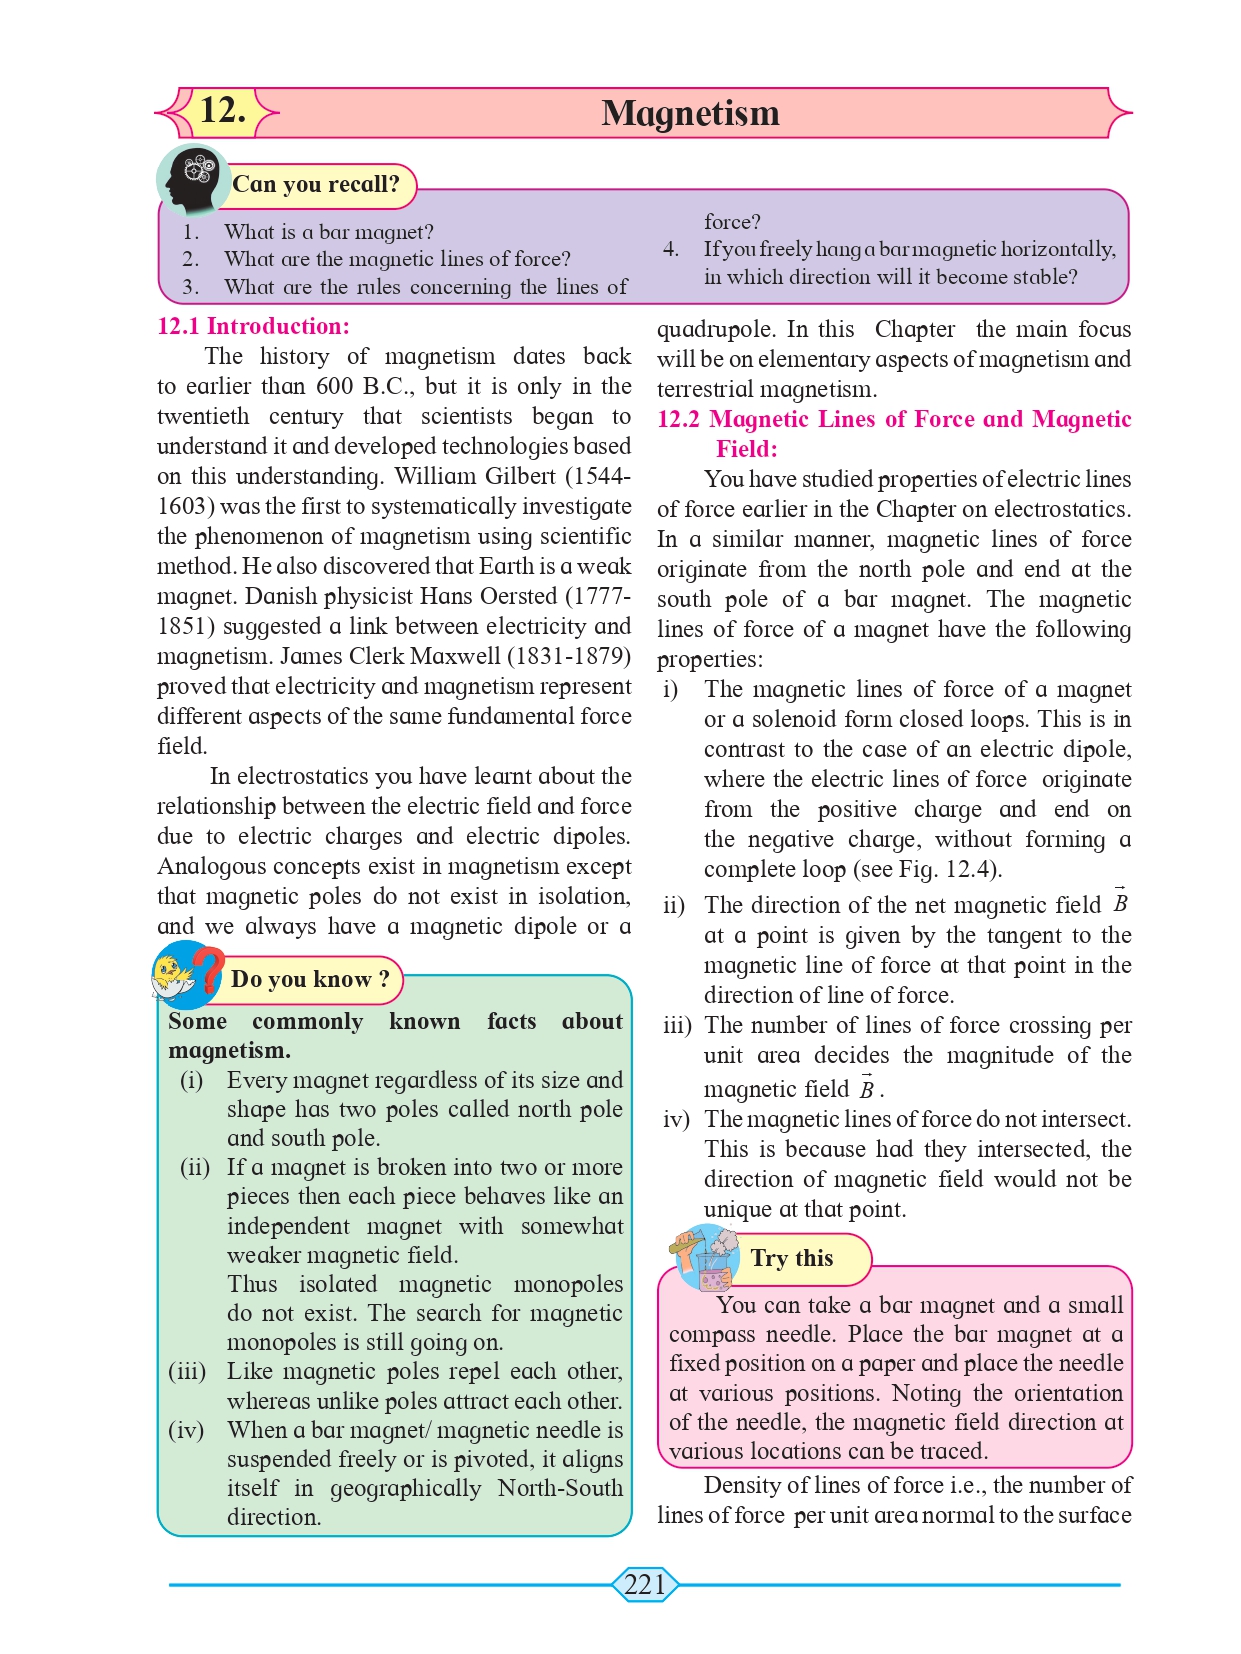 12.
Magnetism
Can you recall?
1. What is a bar magnet?
2. What are the magnetic lines of force?
3. What are the rules concerning the lines of
force?
4. If you freely hang a bar magnetic horizontally,
in which direction will it become stable?
12.1 Introduction:
The history of magnetism dates back
to earlier than 600 B.C., but it is only in the
twentieth century that scientists began to
understand it and developed technologies based
on this understanding. William Gilbert (1544-
1603) was the first to systematically investigate
the phenomenon of magnetism using scientific
method. He also discovered that Earth is a weak
magnet. Danish physicist Hans Oersted (1777-
1851) suggested a link between electricity and
magnetism. James Clerk Maxwell (1831-1879)
proved that electricity and magnetism represent
different aspects of the same fundamental force
field.
In electrostatics you have learnt about the
relationship between the electric field and force
due to electric charges and electric dipoles.
Analogous concepts exist in magnetism except
that magnetic poles do not exist in isolation,
and we always have a magnetic dipole or a
Do you know ?
Some commonly known facts about
magnetism.
(i) Every magnet regardless of its size and
shape has two poles called north pole
and south pole.
(ii) If a magnet is broken into two or more
pieces then each piece behaves like an
independent magnet with somewhat
weaker magnetic field.
Thus isolated magnetic monopoles
do not exist. The search for magnetic
monopoles is still going on.
(iii) Like magnetic poles repel each other,
whereas unlike poles attract each other.
(iv) When a bar magnet/ magnetic needle is
suspended freely or is pivoted, it aligns
itself in geographically North-South
direction.
quadrupole. In this Chapter the main focus
will be on elementary aspects of magnetism and
terrestrial magnetism.
12.2 Magnetic Lines of Force and Magnetic
Field:
You have studied properties of electric lines
of force earlier in the Chapter on electrostatics.
In a similar manner, magnetic lines of force
originate from the north pole and end at the
south pole of a bar magnet. The magnetic
lines of force of a magnet have the following
properties:
i) The magnetic lines of force of a magnet
or a solenoid form closed loops. This is in
contrast to the case of an electric dipole,
where the electric lines of force originate
from the positive charge and end on
the negative charge, without forming a
complete loop (see Fig. 12.4).
ii) The direction of the net magnetic field B⃗
at a point is given by the tangent to the
magnetic line of force at that point in the
direction of line of force.
iii) The number of lines of force crossing per
unit area decides the magnitude of the
magnetic field B⃗ .
iv) The magnetic lines of force do not intersect.
This is because had they intersected, the
direction of magnetic field would not be
unique at that point.
Try this
You can take a bar magnet and a small
compass needle. Place the bar magnet at a
fixed position on a paper and place the needle
at various positions. Noting the orientation
of the needle, the magnetic field direction at
various locations can be traced.
Density of lines of force i.e., the number of
lines of force per unit area normal to the surface
221